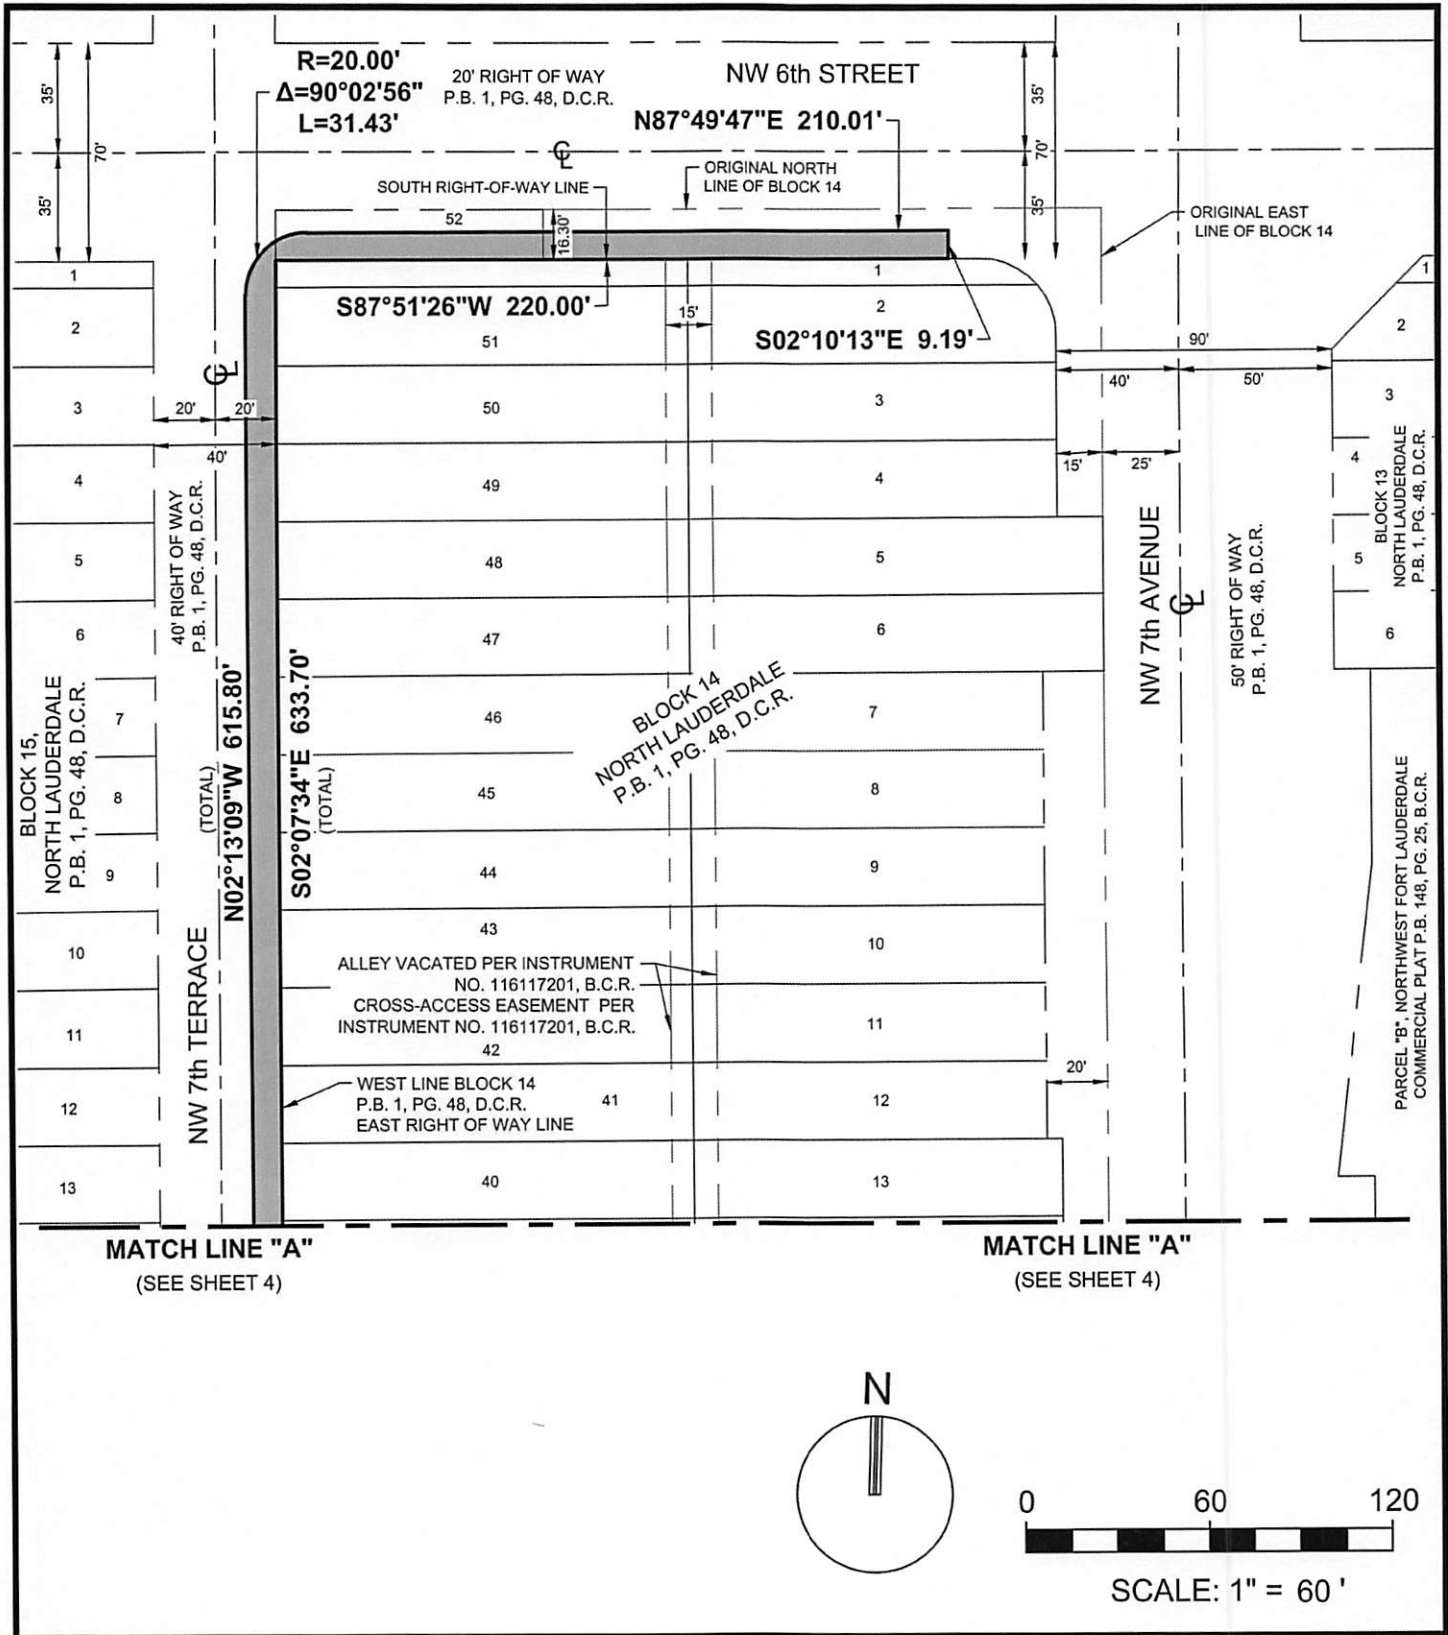 R=20.00'
Δ=90°02'56"
L=31.43'
20' RIGHT OF WAY
P.B. 1, PG. 48, D.C.R.
NW 6th STREET
N87°49'47"E 210.01'
35'
70'
35'
35'
70'
35'
℄
SOUTH RIGHT-OF-WAY LINE
ORIGINAL NORTH
LINE OF BLOCK 14
ORIGINAL EAST
LINE OF BLOCK 14
52
16.30'
S87°51'26"W 220.00'
15'
S02°10'13"E 9.19'
90'
40'
50'
15'
25'
℄
20'
20'
40'
40' RIGHT OF WAY
P.B. 1, PG. 48, D.C.R.
1
2
3
4
5
6
7
8
9
10
11
12
13
BLOCK 15,
NORTH LAUDERDALE
P.B. 1, PG. 48, D.C.R.
NW 7th TERRACE
N02°13'09"W 615.80'
(TOTAL)
S02°07'34"E 633.70'
(TOTAL)
51
50
49
48
47
46
45
44
43
42
41
40
BLOCK 14
NORTH LAUDERDALE
P.B. 1, PG. 48, D.C.R.
ALLEY VACATED PER INSTRUMENT
NO. 116117201, B.C.R.
CROSS-ACCESS EASEMENT PER
INSTRUMENT NO. 116117201, B.C.R.
WEST LINE BLOCK 14
P.B. 1, PG. 48, D.C.R.
EAST RIGHT OF WAY LINE
1
2
3
4
5
6
7
8
9
10
11
12
13
20'
NW 7th AVENUE
℄
50' RIGHT OF WAY
P.B. 1, PG. 48, D.C.R.
1
2
3
4
5
6
BLOCK 13
NORTH LAUDERDALE
P.B. 1, PG. 48, D.C.R.
PARCEL "B", NORTHWEST FORT LAUDERDALE
COMMERCIAL PLAT P.B. 148, PG. 25, B.C.R.
MATCH LINE "A"
(SEE SHEET 4)
MATCH LINE "A"
(SEE SHEET 4)
N
0 60 120
SCALE: 1" = 60 '